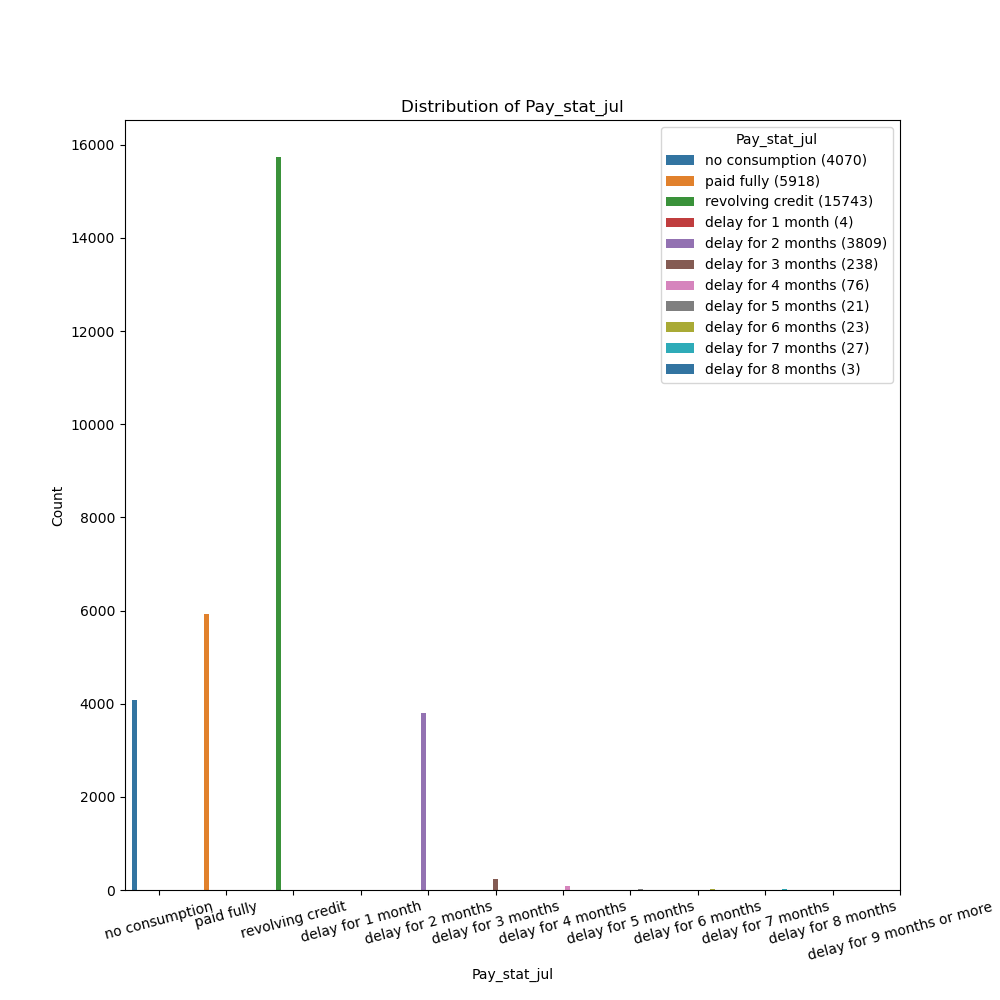 Distribution of Pay_stat_jul
16000
14000
12000
10000
8000
6000
4000
2000
0
Count
Pay_stat_jul
no consumption (4070)
paid fully (5918)
revolving credit (15743)
delay for 1 month (4)
delay for 2 months (3809)
delay for 3 months (238)
delay for 4 months (76)
delay for 5 months (21)
delay for 6 months (23)
delay for 7 months (27)
delay for 8 months (3)
no consumption
paid fully
revolving credit
delay for 1 month
delay for 2 months
delay for 3 months
delay for 4 months
delay for 5 months
delay for 6 months
delay for 7 months
delay for 8 months
delay for 9 months or more
Pay_stat_jul